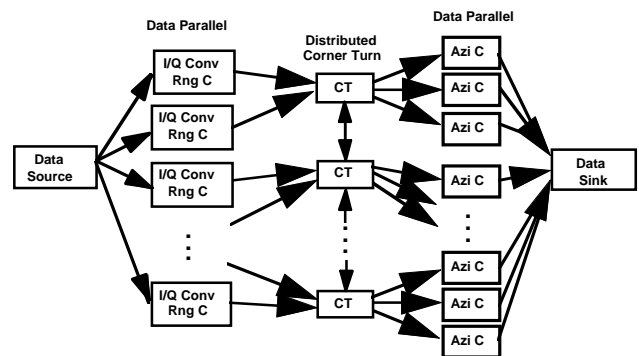 Data Parallel
Distributed
Corner Turn
Data Parallel
Data
Source
I/Q Conv
Rng C
I/Q Conv
Rng C
I/Q Conv
Rng C
I/Q Conv
Rng C
CT
CT
CT
Azi C
Azi C
Azi C
Azi C
Azi C
Azi C
Azi C
Data
Sink